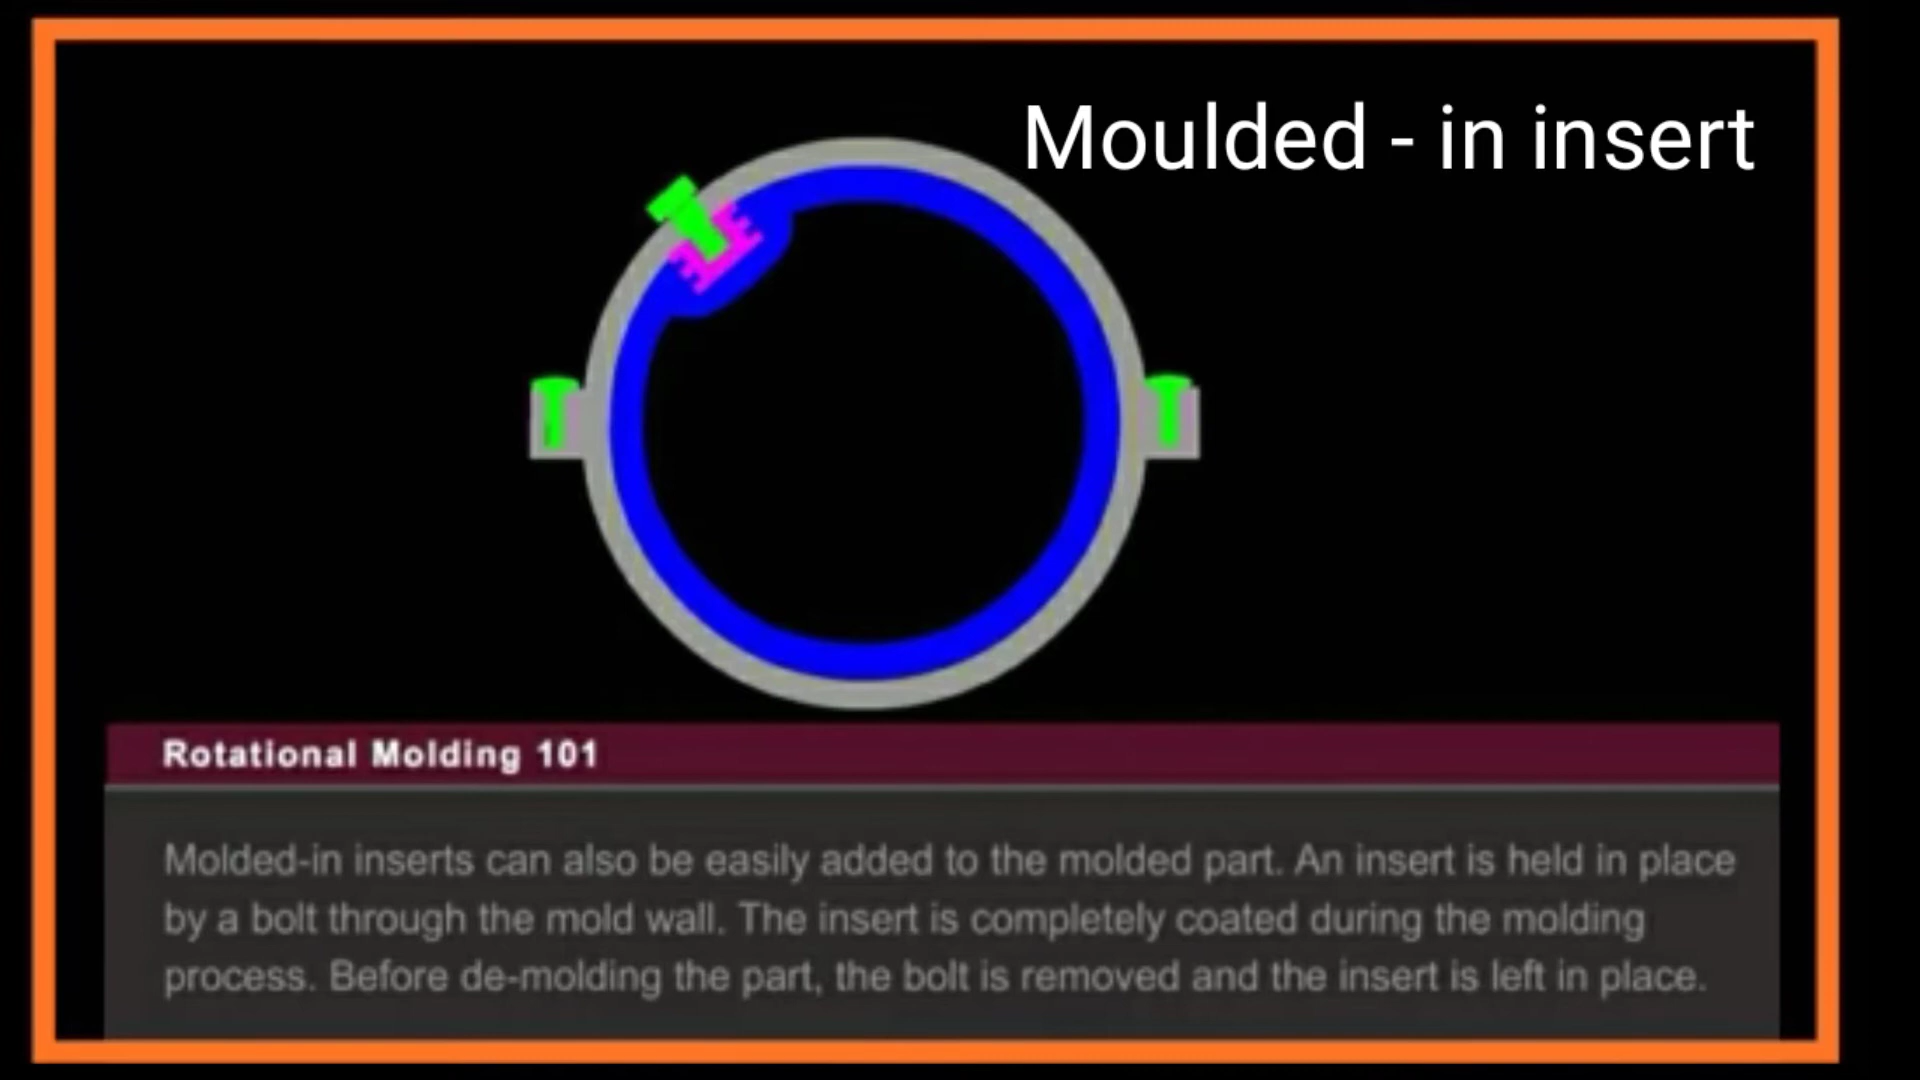 Moulded - in insert
Rotational Molding 101
Molded-in inserts can also be easily added to the molded part. An insert is held in place
by a bolt through the mold wall. The insert is completely coated during the molding
process. Before de-molding the part, the bolt is removed and the insert is left in place.